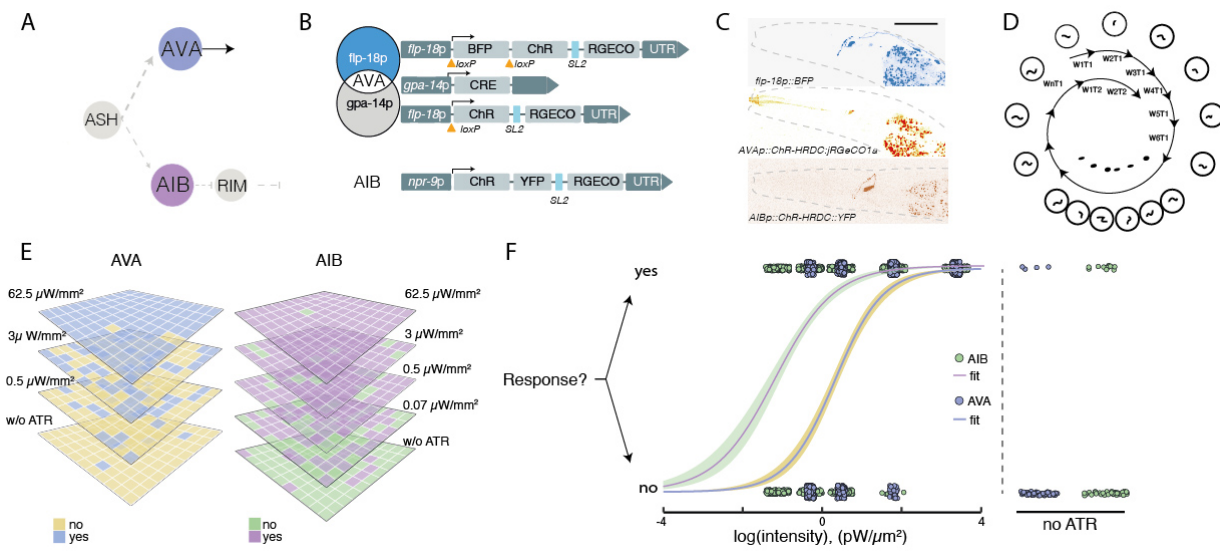 A
AVA
ASH
AIB
RIM
B
flp-18p
AVA
gpa-14p
flp-18p BFP ChR RGECO UTR
loxP loxP SL2
gpa-14p CRE
flp-18p ChR RGECO UTR
loxP SL2
AIB
npr-9p ChR YFP RGECO UTR
SL2
C
flp-18p::BFP
AVAp::ChR-HRDC:jRGeCO1a
AIBp::ChR-HRDC::YFP
D
W1T1
W2T1
W3T1
W4T1
W5T1
W6T1
WnT1
W1T2
W2T2
E
AVA
62.5 µW/mm²
3µ W/mm²
0.5 µW/mm²
w/o ATR
no
yes
AIB
62.5 µW/mm²
3 µW/mm²
0.5 µW/mm²
0.07 µW/mm²
w/o ATR
no
yes
F
yes
Response?
no
AIB
fit
AVA
fit
-4 0 4
log(intensity), (pW/µm²)
no ATR